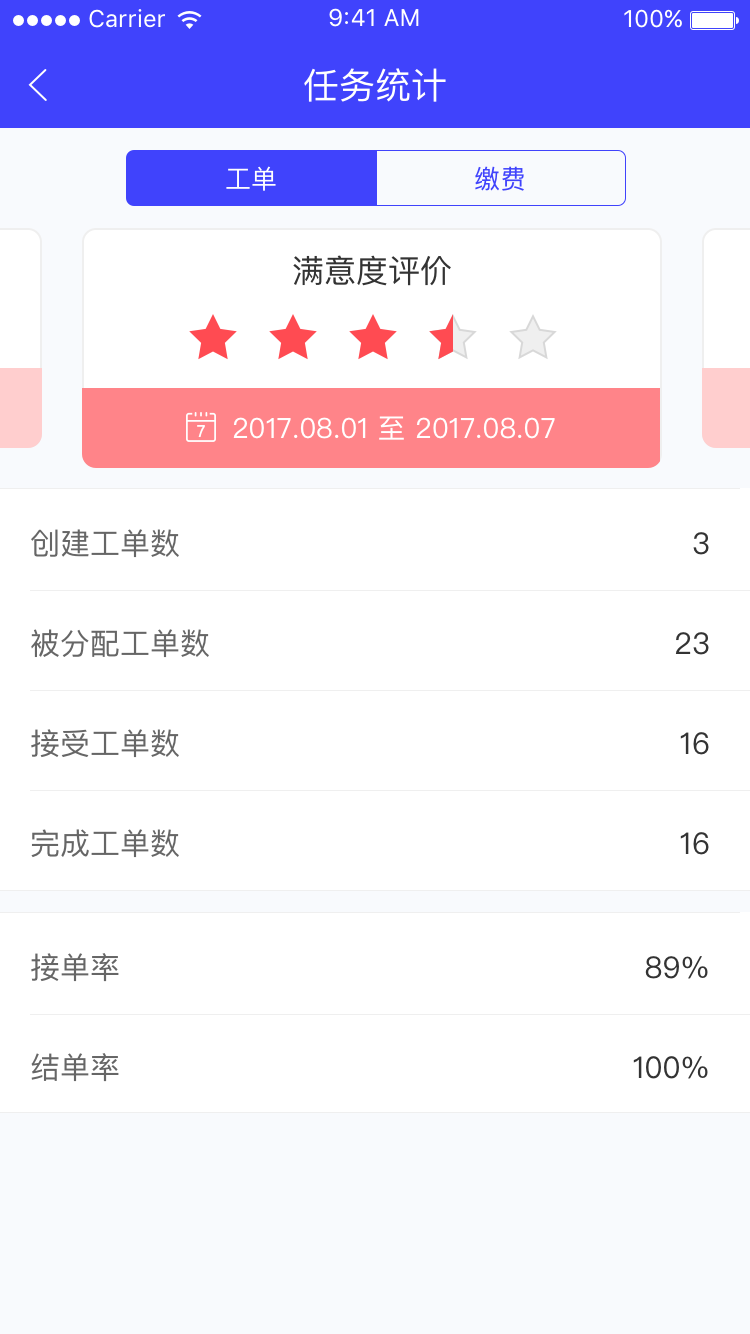 Carrier 9:41 AM 100%
任务统计
工单 缴费
满意度评价
7 2017.08.01 至 2017.08.07
创建工单数 3
被分配工单数 23
接受工单数 16
完成工单数 16
接单率 89%
结单率 100%